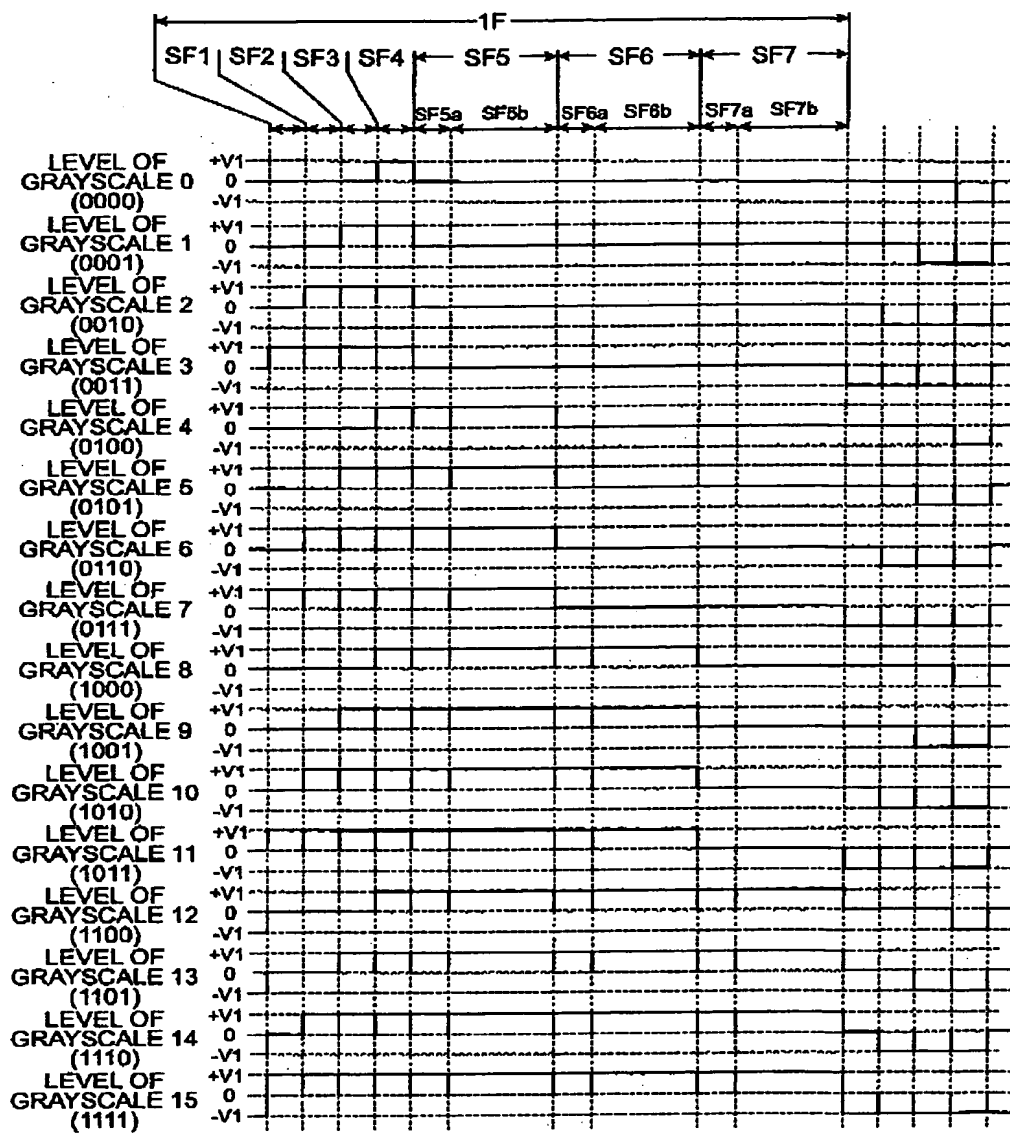 1F
SF1 SF2 SF3 SF4 SF5 SF6 SF7
SF5a SF5b SF6a SF6b SF7a SF7b
LEVEL OF
GRAYSCALE 0
(0000)
+V1
0
-V1
LEVEL OF
GRAYSCALE 1
(0001)
+V1
0
-V1
LEVEL OF
GRAYSCALE 2
(0010)
+V1
0
-V1
LEVEL OF
GRAYSCALE 3
(0011)
+V1
0
-V1
LEVEL OF
GRAYSCALE 4
(0100)
+V1
0
-V1
LEVEL OF
GRAYSCALE 5
(0101)
+V1
0
-V1
LEVEL OF
GRAYSCALE 6
(0110)
+V1
0
-V1
LEVEL OF
GRAYSCALE 7
(0111)
+V1
0
-V1
LEVEL OF
GRAYSCALE 8
(1000)
+V1
0
-V1
LEVEL OF
GRAYSCALE 9
(1001)
+V1
0
-V1
LEVEL OF
GRAYSCALE 10
(1010)
+V1
0
-V1
LEVEL OF
GRAYSCALE 11
(1011)
+V1
0
-V1
LEVEL OF
GRAYSCALE 12
(1100)
+V1
0
-V1
LEVEL OF
GRAYSCALE 13
(1101)
+V1
0
-V1
LEVEL OF
GRAYSCALE 14
(1110)
+V1
0
-V1
LEVEL OF
GRAYSCALE 15
(1111)
+V1
0
-V1